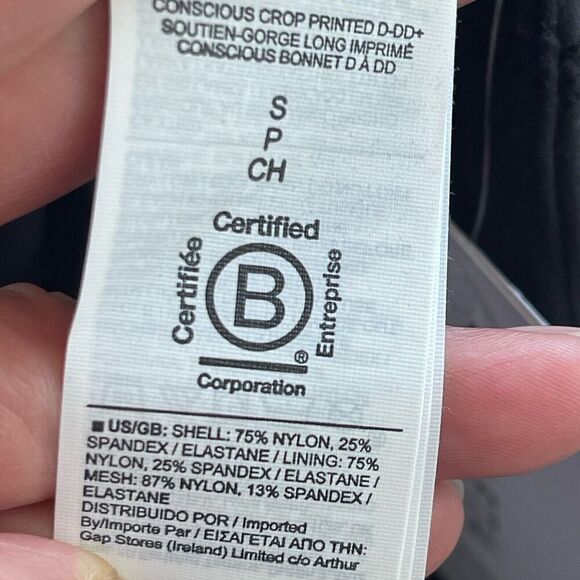 CONSCIOUS CROP PRINTED D-DD+
SOUTIEN-GORGE LONG IMPRIMÉ
CONSCIOUS BONNET D À DD
S
P
CH
Certified
Certifiée
B
Entreprise
®
Corporation
■ US/GB: SHELL: 75% NYLON, 25%
SPANDEX / ELASTANE / LINING: 75%
NYLON, 25% SPANDEX / ELASTANE /
MESH: 87% NYLON, 13% SPANDEX /
ELASTANE
DISTRIBUIDO POR / Imported
By/Importe Par / ΕΙΣΑΓΕΤΑΙ ΑΠΟ ΤΗΝ:
Gap Stores (Ireland) Limited c/o Arthur